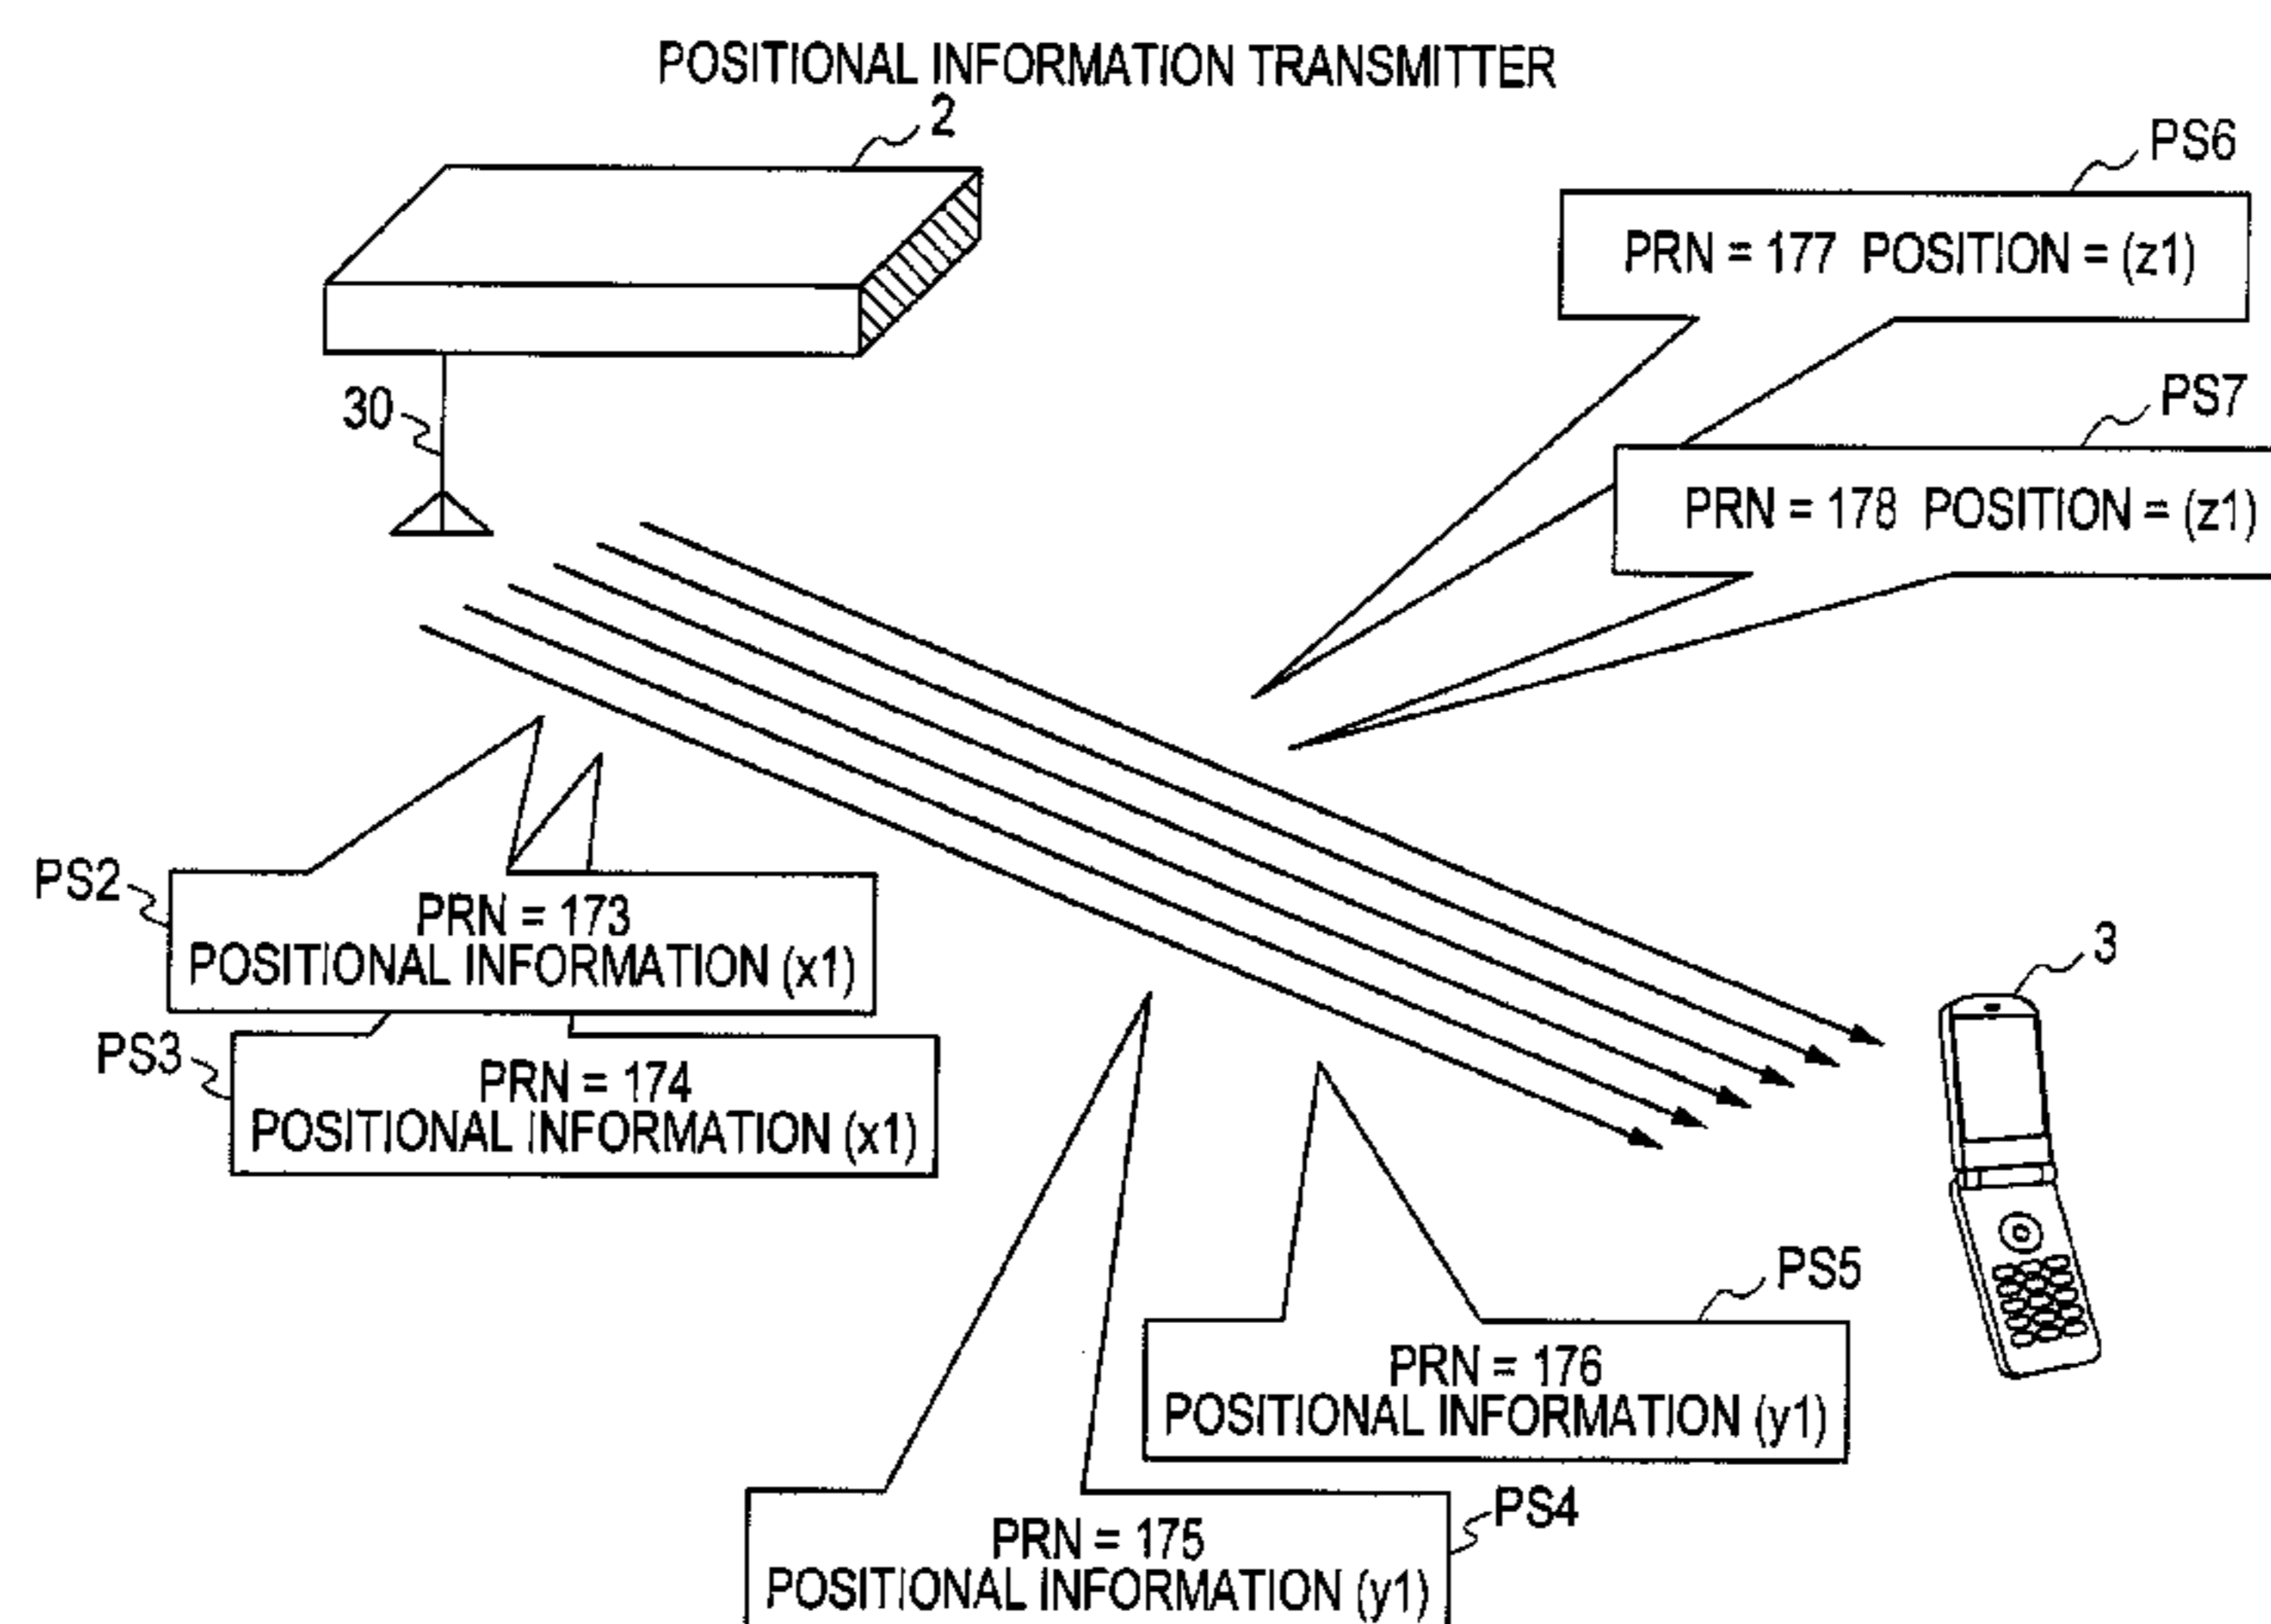 POSITIONAL INFORMATION TRANSMITTER
2
PS6
PRN = 177 POSITION = (z1)
30
PS7
PRN = 178 POSITION = (z1)
PS2
PRN = 173
POSITIONAL INFORMATION (x1)
3
PS3
PRN = 174
POSITIONAL INFORMATION (x1)
PS5
PRN = 176
POSITIONAL INFORMATION (y1)
PS4
PRN = 175
POSITIONAL INFORMATION (y1)